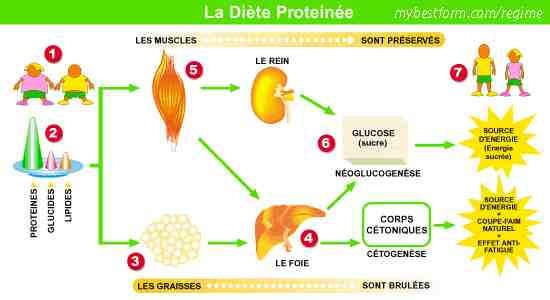 La Diète Proteinée
mybestform.com/regime
LES MUSCLES SONT PRÉSERVÉS
1
5
LE REIN
7
2
PROTEINES
GLUCIDES
LIPIDES
6
GLUCOSE
(sucre)
NÉOGLUCOGENÈSE
SOURCE
D'ENERGIE
(Énergie
sucrée)
3
4
LE FOIE
CORPS
CÉTONIQUES
CÉTOGENÈSE
SOURCE
D'ENERGIE
+
COUPE-FAIM
NATUREL
+
EFFET ANTI-
FATIGUE
LES GRAISSES SONT BRULÉES